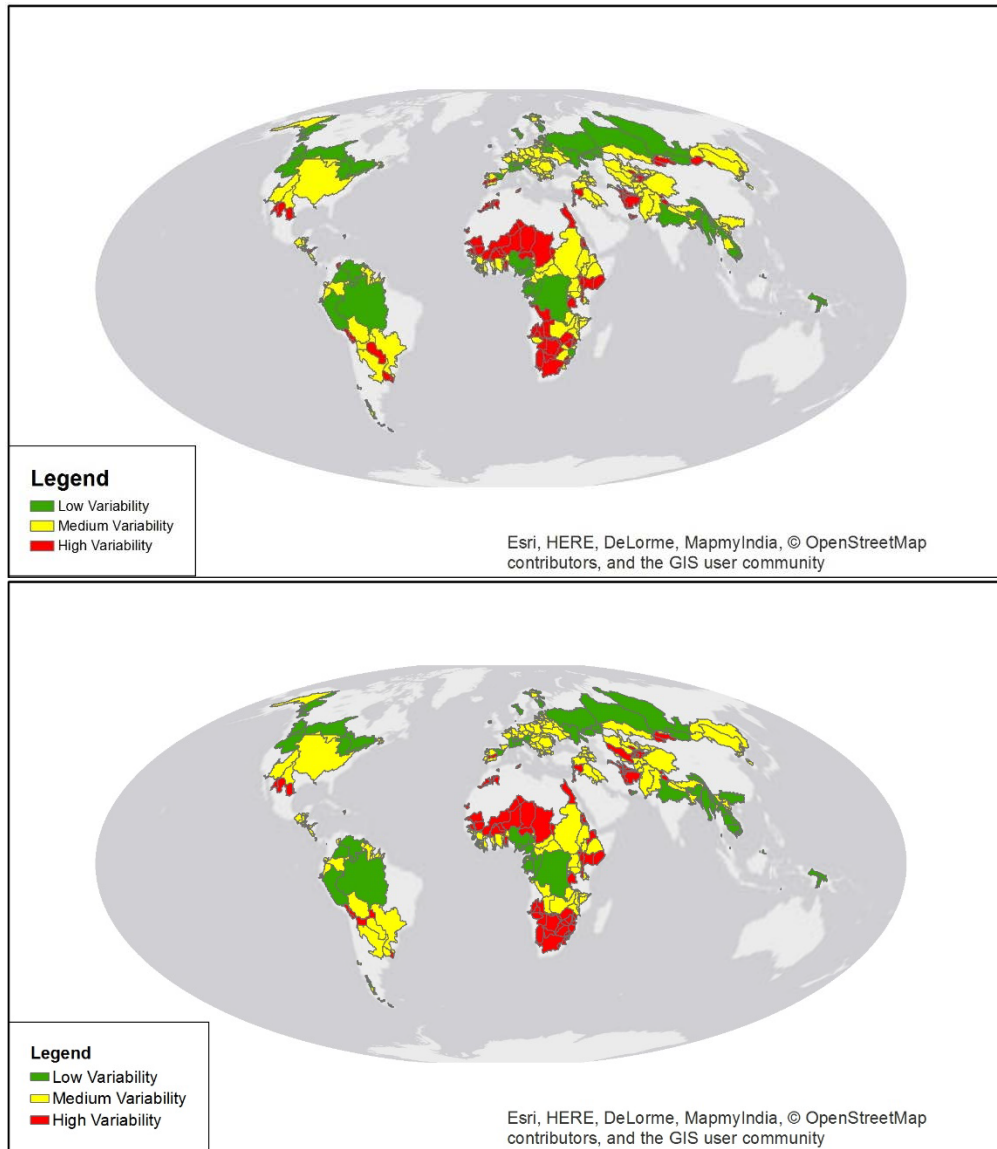 Legend
Low Variability
Medium Variability
High Variability
Esri, HERE, DeLorme, MapmyIndia, © OpenStreetMap
contributors, and the GIS user community
Legend
Low Variability
Medium Variability
High Variability
Esri, HERE, DeLorme, MapmyIndia, © OpenStreetMap
contributors, and the GIS user community